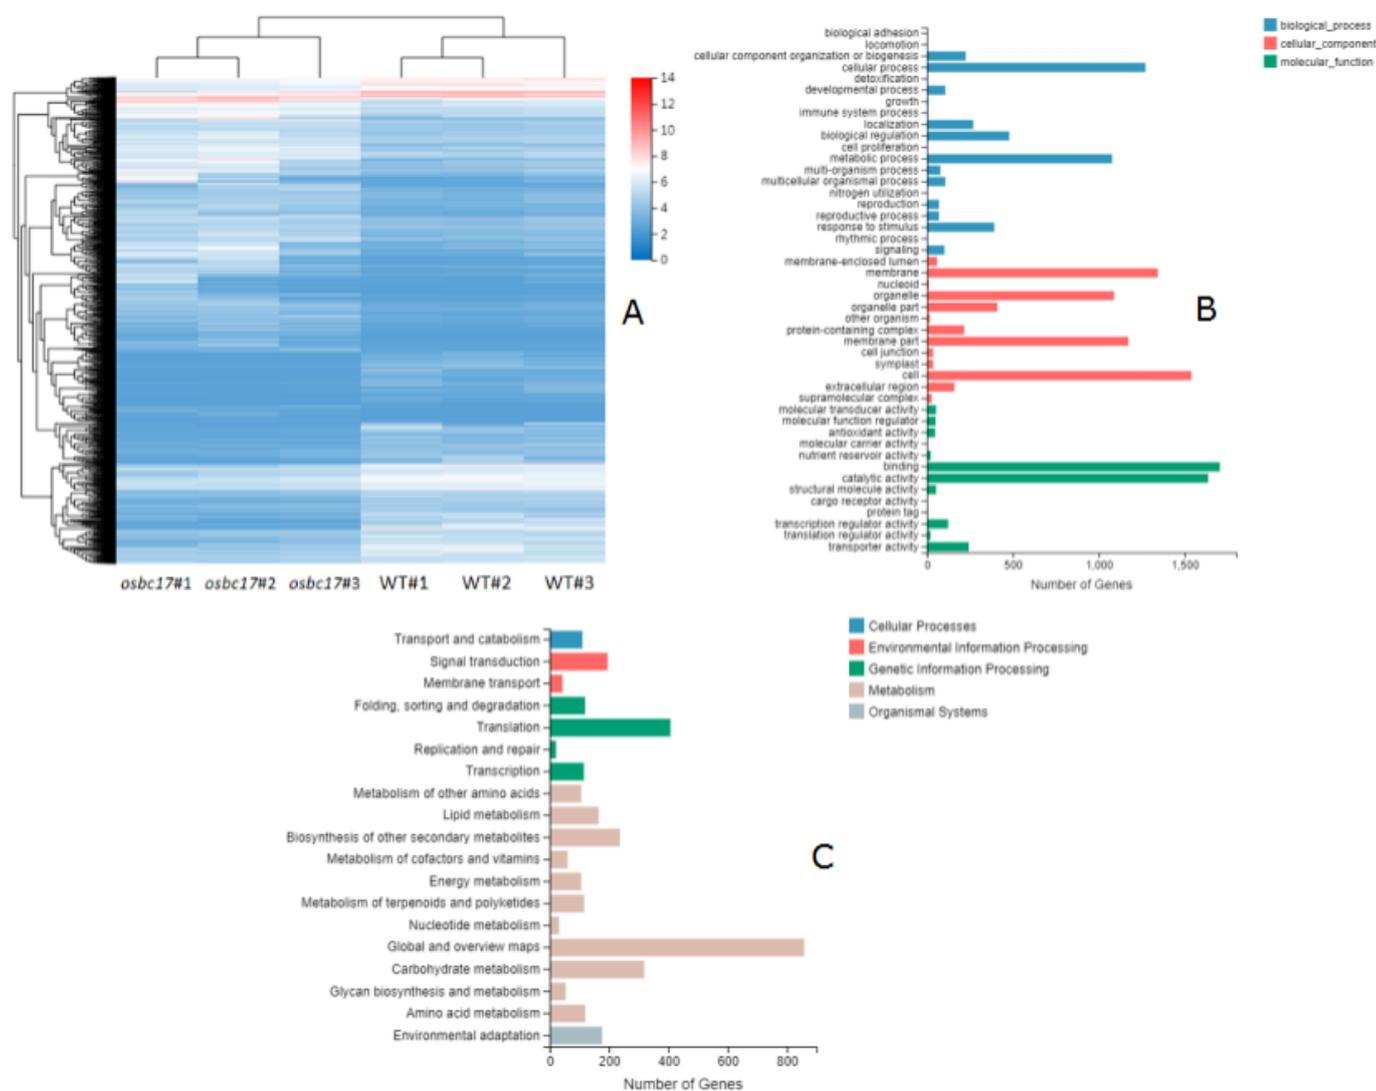 14
12
10
8
6
4
2
0
A
osbc17#1 osbc17#2 osbc17#3 WT#1 WT#2 WT#3
biological_process
cellular_component
molecular_function
biological adhesion
locomotion
cellular component organization or biogenesis
cellular process
detoxification
developmental process
growth
immune system process
localization
biological regulation
cell proliferation
metabolic process
multi-organism process
multicellular organismal process
nitrogen utilization
reproduction
reproductive process
response to stimulus
rhythmic process
signaling
membrane-enclosed lumen
membrane
nucleoid
organelle
organelle part
other organism
protein-containing complex
membrane part
cell junction
symplast
cell
extracellular region
supramolecular complex
molecular transducer activity
molecular function regulator
antioxidant activity
molecular carrier activity
nutrient reservoir activity
binding
catalytic activity
structural molecule activity
cargo receptor activity
protein tag
transcription regulator activity
translation regulator activity
transporter activity
0 500 1,000 1,500
Number of Genes
B
Transport and catabolism
Signal transduction
Membrane transport
Folding, sorting and degradation
Translation
Replication and repair
Transcription
Metabolism of other amino acids
Lipid metabolism
Biosynthesis of other secondary metabolites
Metabolism of cofactors and vitamins
Energy metabolism
Metabolism of terpenoids and polyketides
Nucleotide metabolism
Global and overview maps
Carbohydrate metabolism
Glycan biosynthesis and metabolism
Amino acid metabolism
Environmental adaptation
0 200 400 600 800
Number of Genes
Cellular Processes
Environmental Information Processing
Genetic Information Processing
Metabolism
Organismal Systems
C